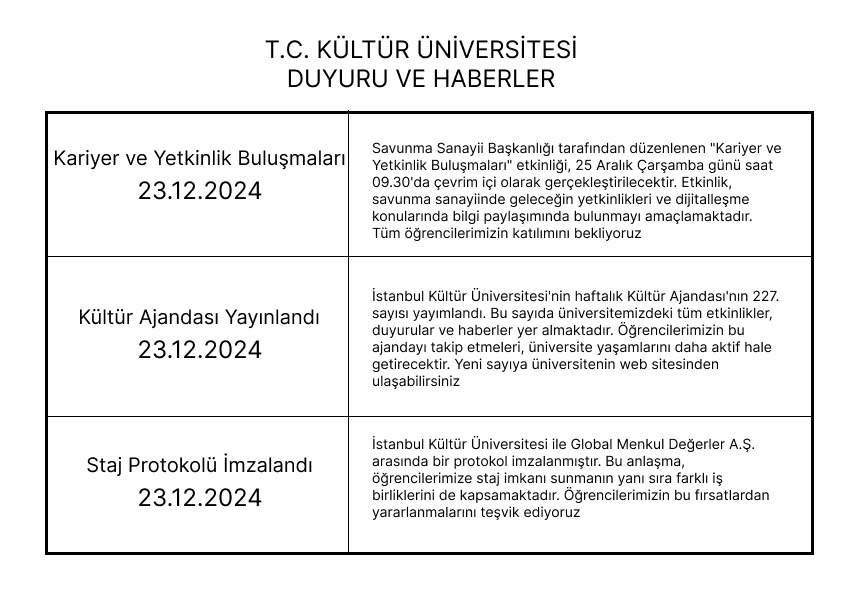 T.C. KÜLTÜR ÜNİVERSİTESİ
DUYURU VE HABERLER
Kariyer ve Yetkinlik Buluşmaları
23.12.2024
Savunma Sanayii Başkanlığı tarafından düzenlenen "Kariyer ve
Yetkinlik Buluşmaları" etkinliği, 25 Aralık Çarşamba günü saat
09.30'da çevrim içi olarak gerçekleştirilecektir. Etkinlik,
savunma sanayiinde geleceğin yetkinlikleri ve dijitalleşme
konularında bilgi paylaşımında bulunmayı amaçlamaktadır.
Tüm öğrencilerimizin katılımını bekliyoruz
Kültür Ajandası Yayınlandı
23.12.2024
İstanbul Kültür Üniversitesi'nin haftalık Kültür Ajandası'nın 227.
sayısı yayımlandı. Bu sayıda üniversitemizdeki tüm etkinlikler,
duyurular ve haberler yer almaktadır. Öğrencilerimizin bu
ajandayı takip etmeleri, üniversite yaşamlarını daha aktif hale
getirecektir. Yeni sayıya üniversitenin web sitesinden
ulaşabilirsiniz
Staj Protokolü İmzalandı
23.12.2024
İstanbul Kültür Üniversitesi ile Global Menkul Değerler A.Ş.
arasında bir protokol imzalanmıştır. Bu anlaşma,
öğrencilerimize staj imkanı sunmanın yanı sıra farklı iş
birliklerini de kapsamaktadır. Öğrencilerimizin bu fırsatlardan
yararlanmalarını teşvik ediyoruz